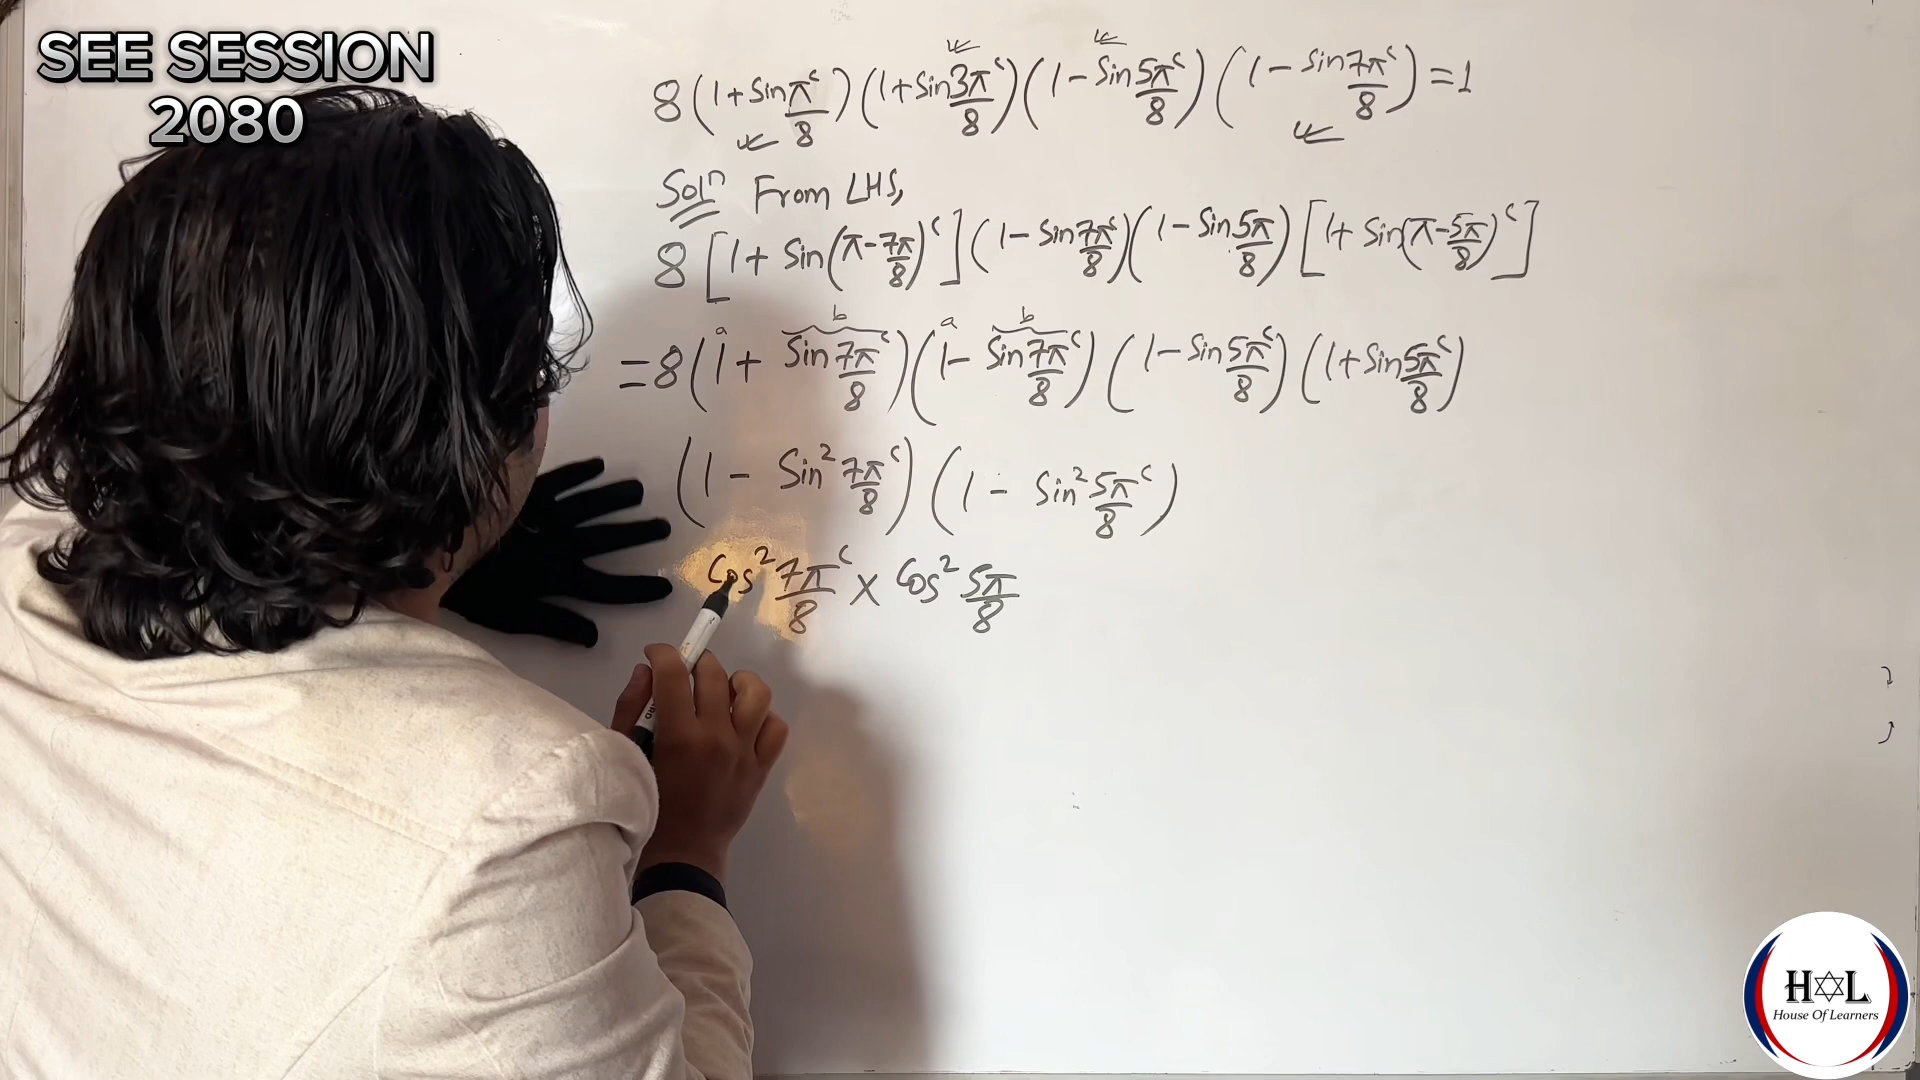 SEE SESSION
2080
8(1+Sin π^c/8)(1+Sin 3π^c/8)(1-Sin 5π^c/8)(1-Sin 7π^c/8)=1
Solⁿ From LHS,
8[1+Sin(π-7π/8)^c](1-Sin 7π^c/8)(1-Sin 5π/8)[1+Sin(π-5π/8)^c]
a b a b
=8(1+Sin 7π^c/8)(1-Sin 7π^c/8)(1-Sin 5π^c/8)(1+Sin 5π^c/8)
(1-Sin² 7π^c/8)(1-Sin² 5π^c/8)
Cos² 7π^c/8 × Cos² 5π/8
H L
House Of Learners